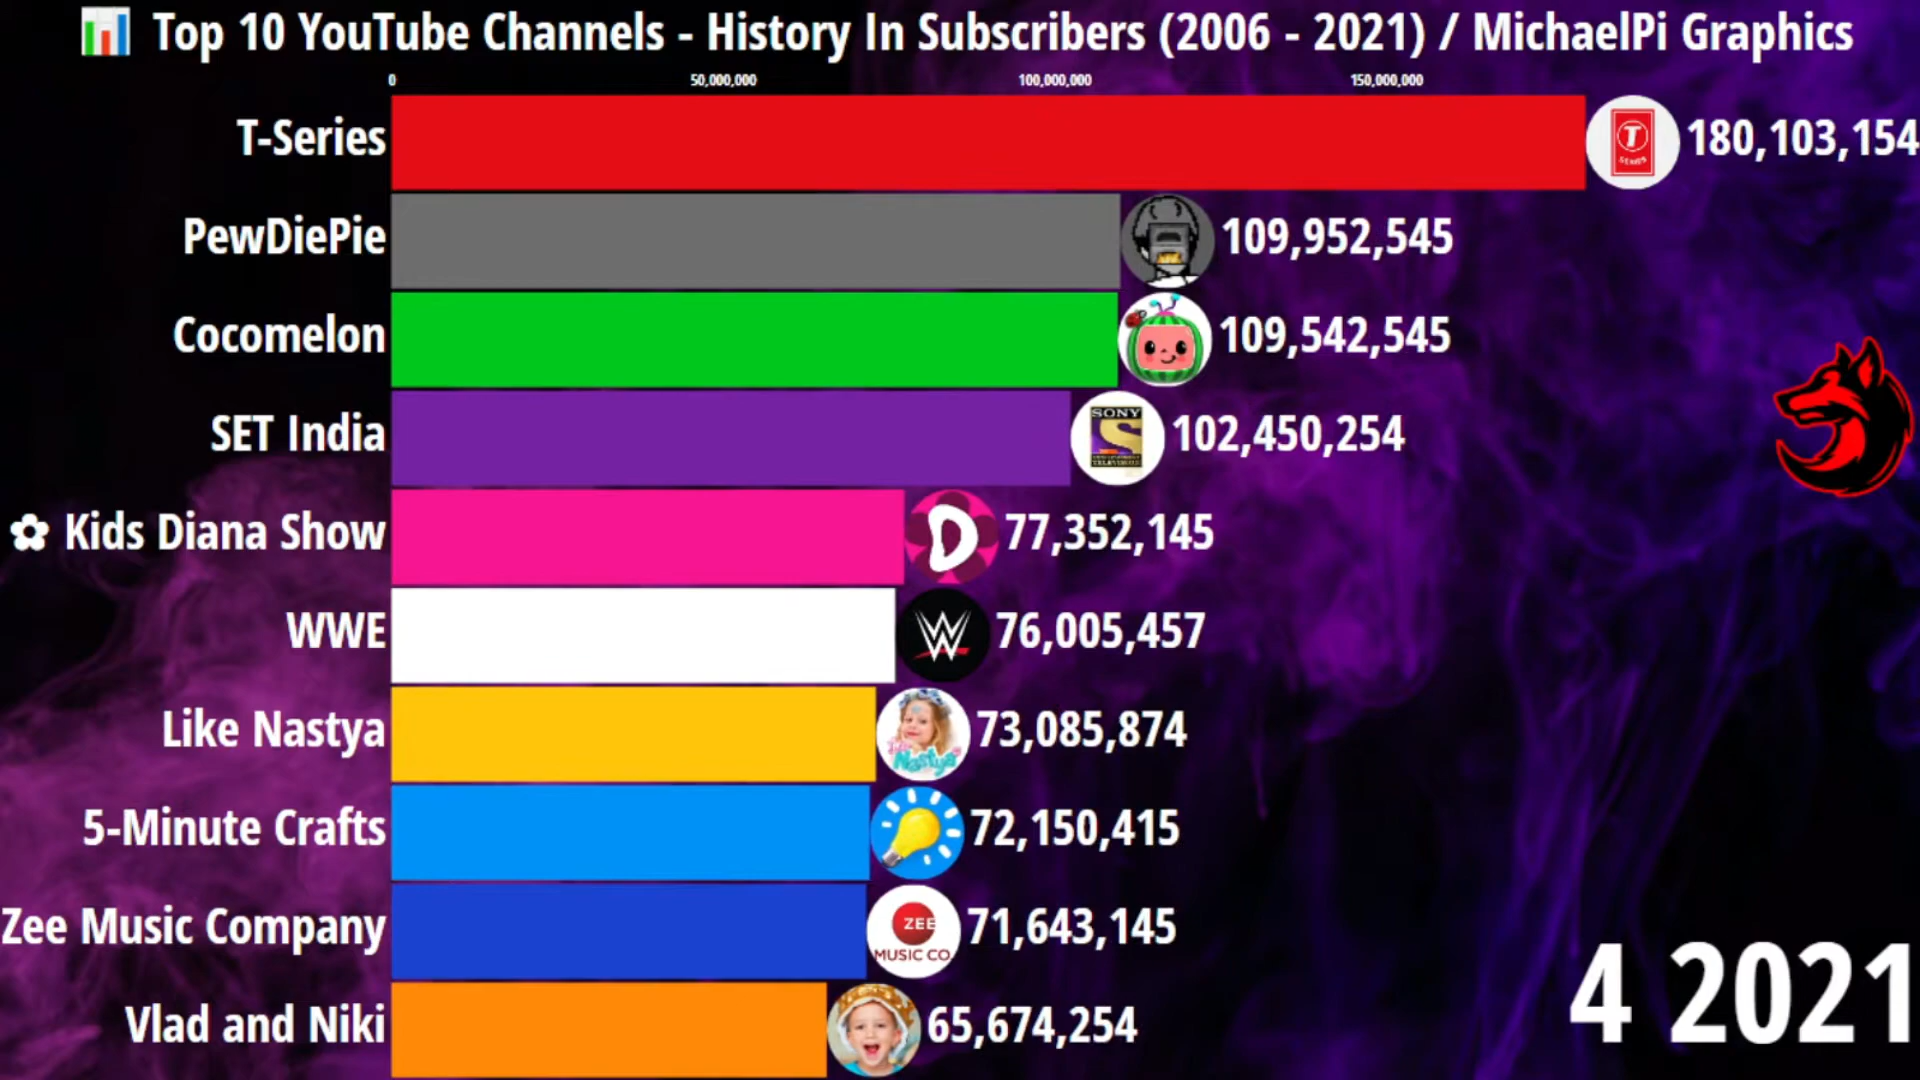 Top 10 YouTube Channels - History In Subscribers (2006 - 2021) / MichaelPi Graphics
0 50,000,000 100,000,000 150,000,000
T-Series T SERIES 180,103,154
PewDiePie 109,952,545
Cocomelon 109,542,545
SET India SONY S TELEVISION 102,450,254
✿ Kids Diana Show D 77,352,145
WWE W 76,005,457
Like Nastya Like Nastya 73,085,874
5-Minute Crafts 72,150,415
Zee Music Company ZEE MUSIC CO. 71,643,145
Vlad and Niki 65,674,254
4 2021